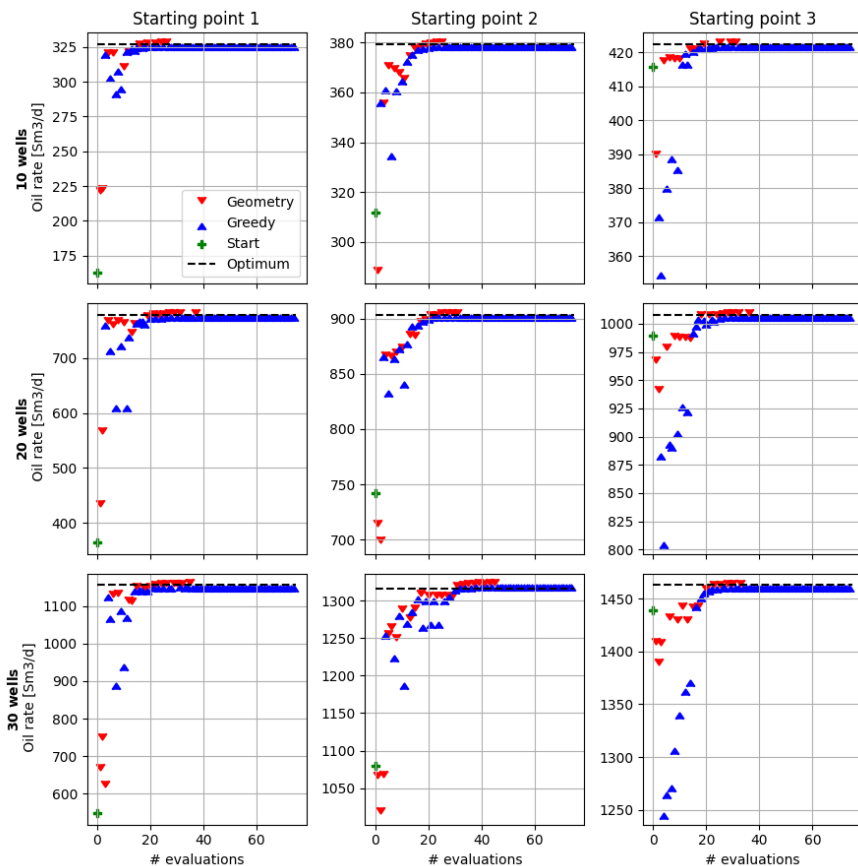 Starting point 1
Starting point 2
Starting point 3
10 wells
Oil rate [Sm3/d]
325
300
275
250
225
200
175
Geometry
Greedy
Start
Optimum
380
360
340
320
300
420
410
400
390
380
370
360
20 wells
Oil rate [Sm3/d]
700
600
500
400
900
850
800
750
700
1000
975
950
925
900
875
850
825
800
30 wells
Oil rate [Sm3/d]
1100
1000
900
800
700
600
0 20 40 60
# evaluations
1300
1250
1200
1150
1100
1050
0 20 40 60
# evaluations
1450
1400
1350
1300
1250
0 20 40 60
# evaluations